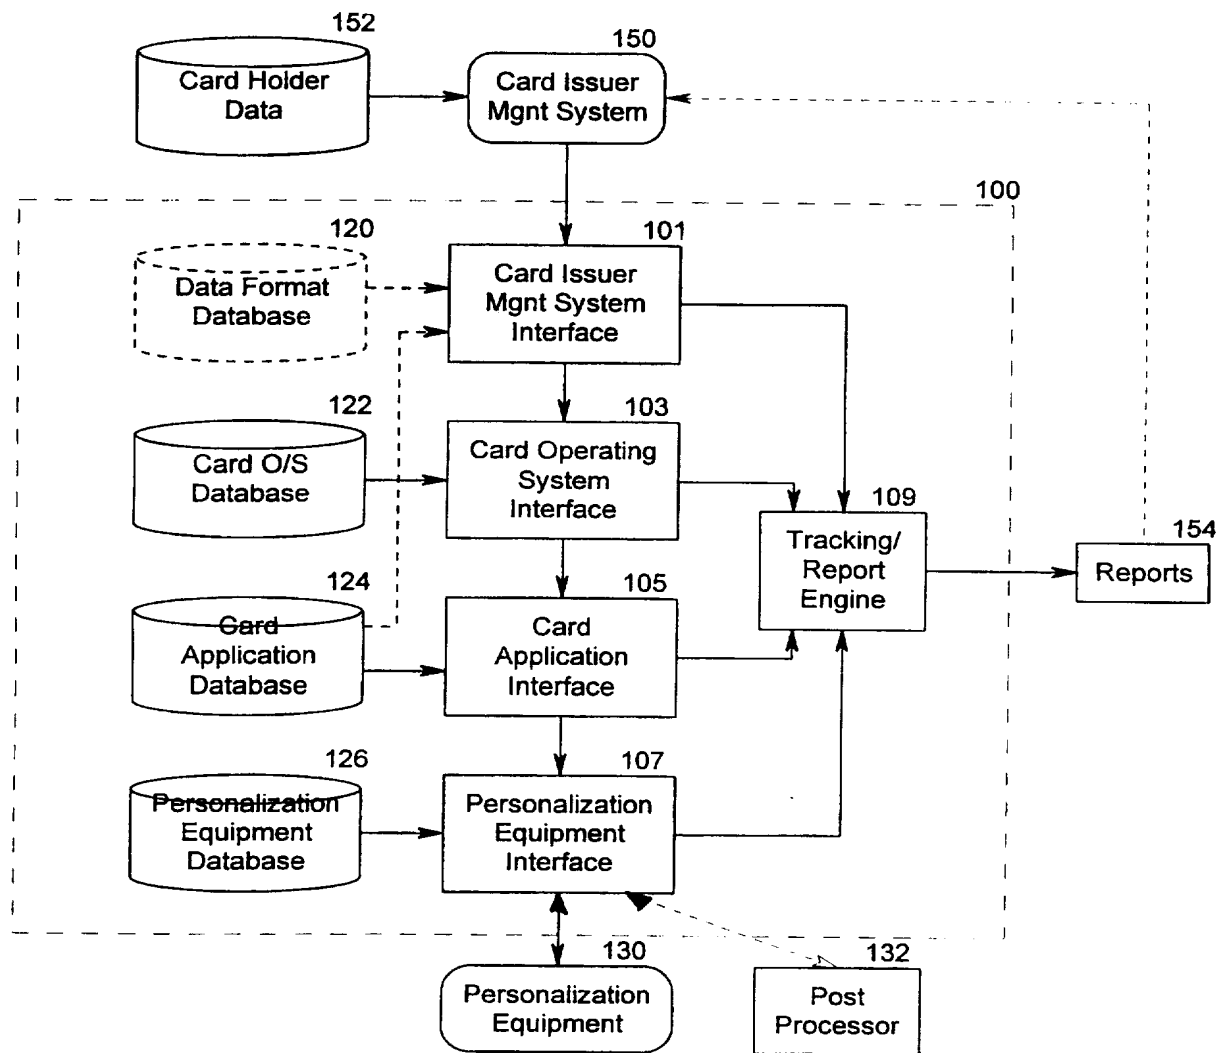 152
Card Holder
Data
150
Card Issuer
Mgnt System
100
120
Data Format
Database
101
Card Issuer
Mgnt System
Interface
122
Card O/S
Database
103
Card Operating
System
Interface
109
Tracking/
Report
Engine
154
Reports
124
Card
Application
Database
105
Card
Application
Interface
126
Personalization
Equipment
Database
107
Personalization
Equipment
Interface
130
Personalization
Equipment
132
Post
Processor